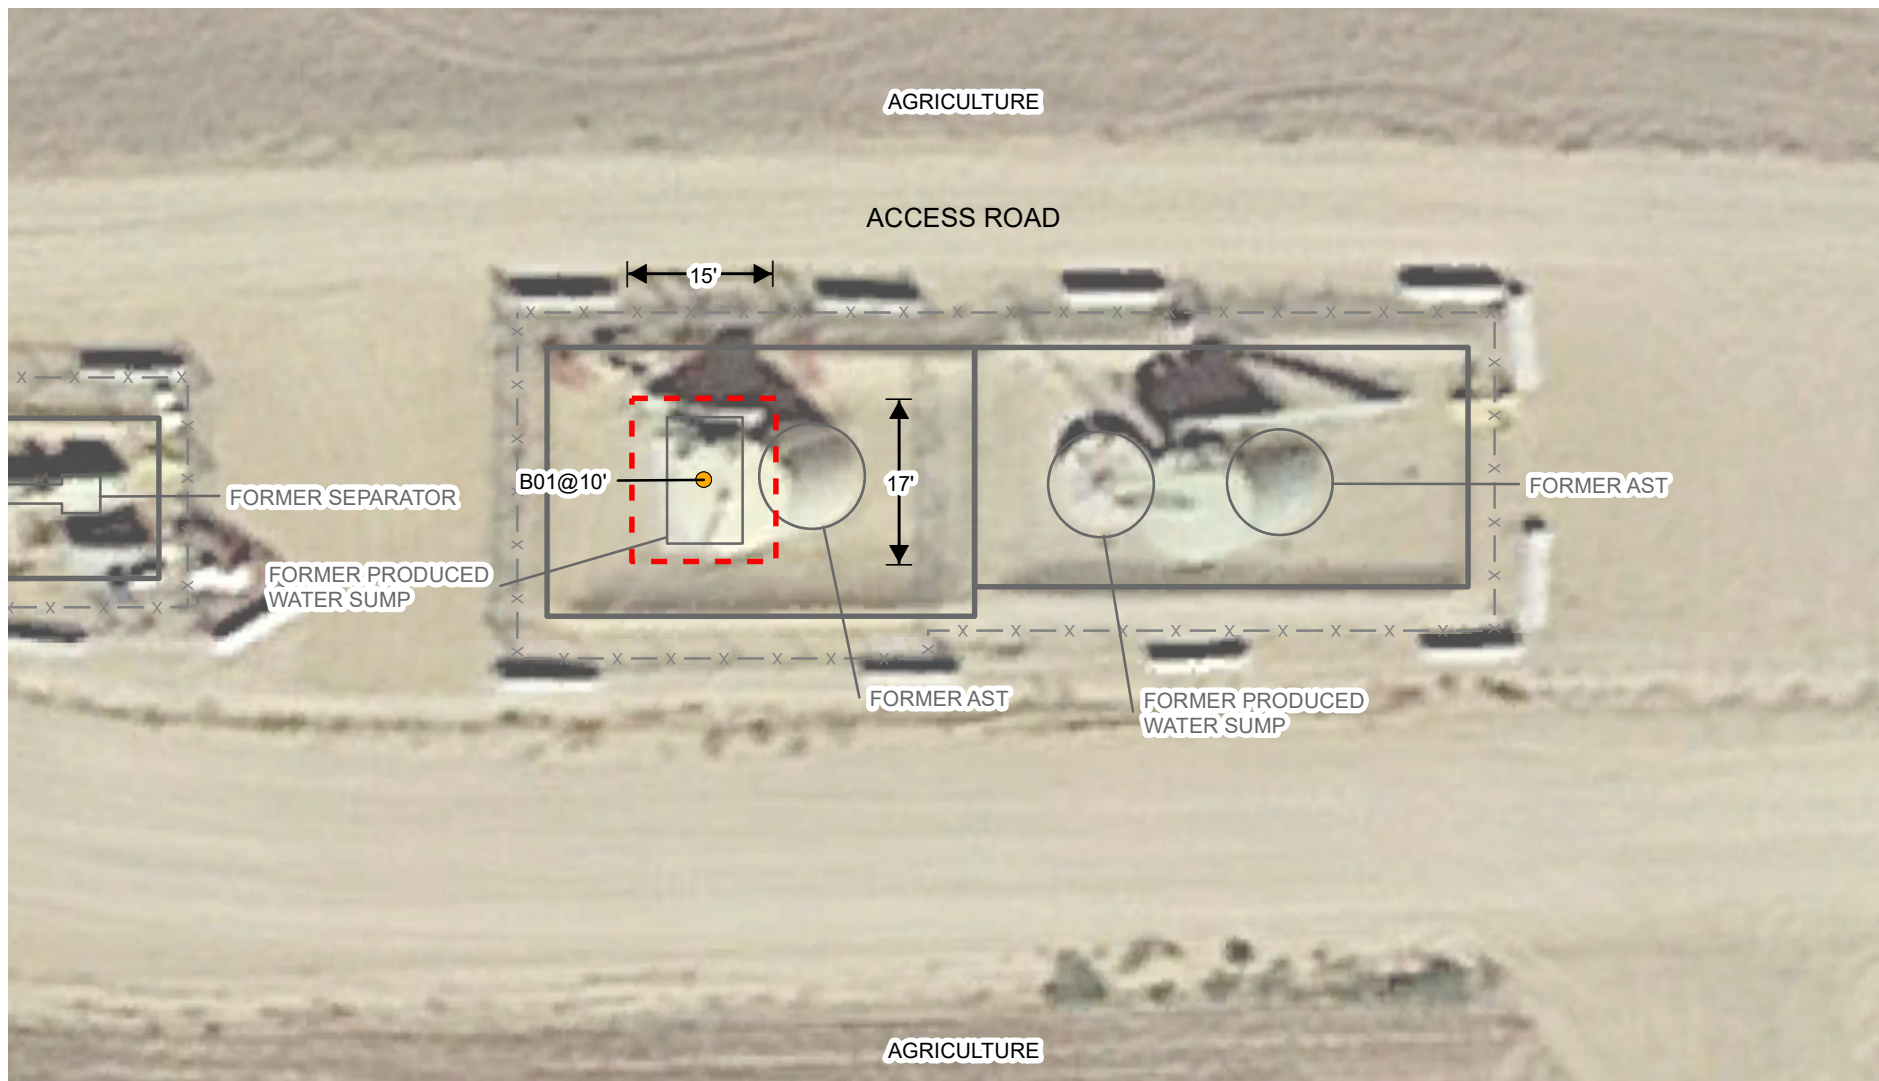 AGRICULTURE
ACCESS ROAD
15'
B01@10'
17'
FORMER SEPARATOR
FORMER AST
FORMER PRODUCED
WATER SUMP
FORMER AST
FORMER PRODUCED
WATER SUMP
AGRICULTURE